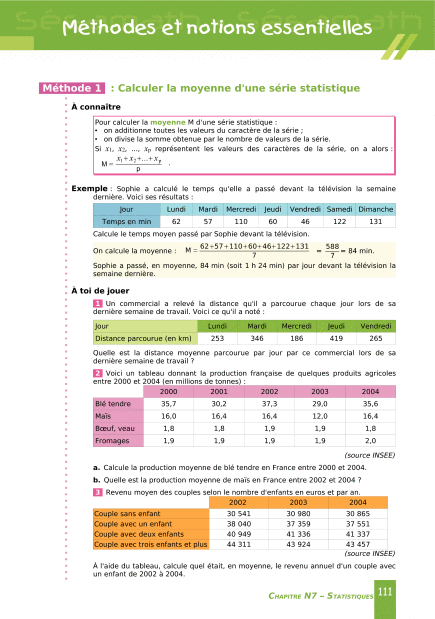 Méthodes et notions essentielles
Méthode 1 : Calculer la moyenne d'une série statistique
À connaître
Pour calculer la moyenne M d'une série statistique :
• on additionne toutes les valeurs du caractère de la série ;
• on divise la somme obtenue par le nombre de valeurs de la série.
Si x1, x2, ..., xp représentent les valeurs des caractères de la série, on a alors :
M = (x1+x2+...+xp)/p .
Exemple : Sophie a calculé le temps qu'elle a passé devant la télévision la semaine
dernière. Voici ses résultats :
Jour Lundi Mardi Mercredi Jeudi Vendredi Samedi Dimanche
Temps en min 62 57 110 60 46 122 131
Calcule le temps moyen passé par Sophie devant la télévision.
On calcule la moyenne : M = (62+57+110+60+46+122+131)/7 = 588/7 = 84 min.
Sophie a passé, en moyenne, 84 min (soit 1 h 24 min) par jour devant la télévision la
semaine dernière.
À toi de jouer
1 Un commercial a relevé la distance qu'il a parcourue chaque jour lors de sa
dernière semaine de travail. Voici ce qu'il a noté :
Jour Lundi Mardi Mercredi Jeudi Vendredi
Distance parcourue (en km) 253 346 186 419 265
Quelle est la distance moyenne parcourue par jour par ce commercial lors de sa
dernière semaine de travail ?
2 Voici un tableau donnant la production française de quelques produits agricoles
entre 2000 et 2004 (en millions de tonnes) :
2000 2001 2002 2003 2004
Blé tendre 35,7 30,2 37,3 29,0 35,6
Maïs 16,0 16,4 16,4 12,0 16,4
Bœuf, veau 1,8 1,8 1,9 1,9 1,8
Fromages 1,9 1,9 1,9 1,9 2,0
(source INSEE)
a. Calcule la production moyenne de blé tendre en France entre 2000 et 2004.
b. Quelle est la production moyenne de maïs en France entre 2002 et 2004 ?
3 Revenu moyen des couples selon le nombre d'enfants en euros et par an.
2002 2003 2004
Couple sans enfant 30 541 30 980 30 865
Couple avec un enfant 38 040 37 359 37 551
Couple avec deux enfants 40 949 41 336 41 337
Couple avec trois enfants et plus 44 311 43 924 43 457
(source INSEE)
À l'aide du tableau, calcule quel était, en moyenne, le revenu annuel d'un couple avec
un enfant de 2002 à 2004.
CHAPITRE N7 – STATISTIQUES 111